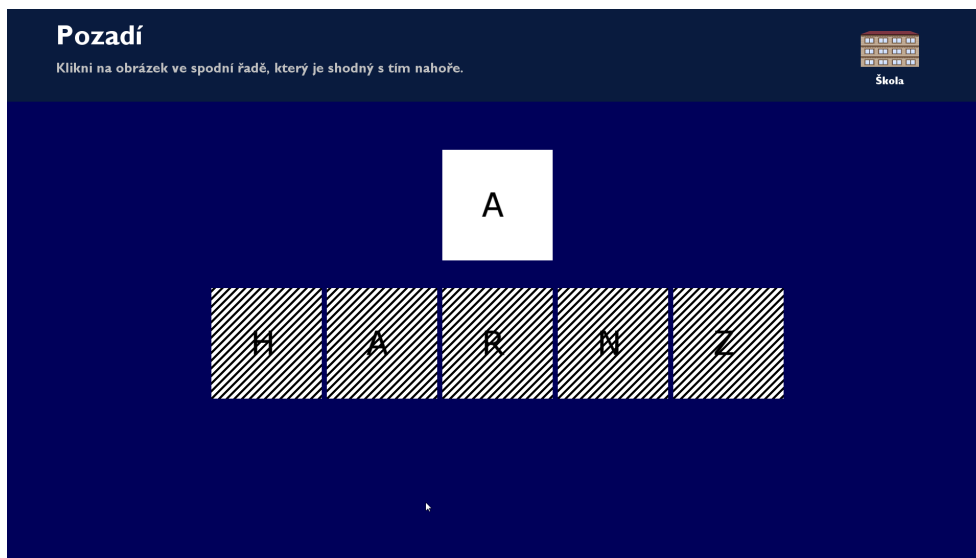 Pozadí
Klikni na obrázek ve spodní řadě, který je shodný s tím nahoře.
Škola
A
H A R N Z